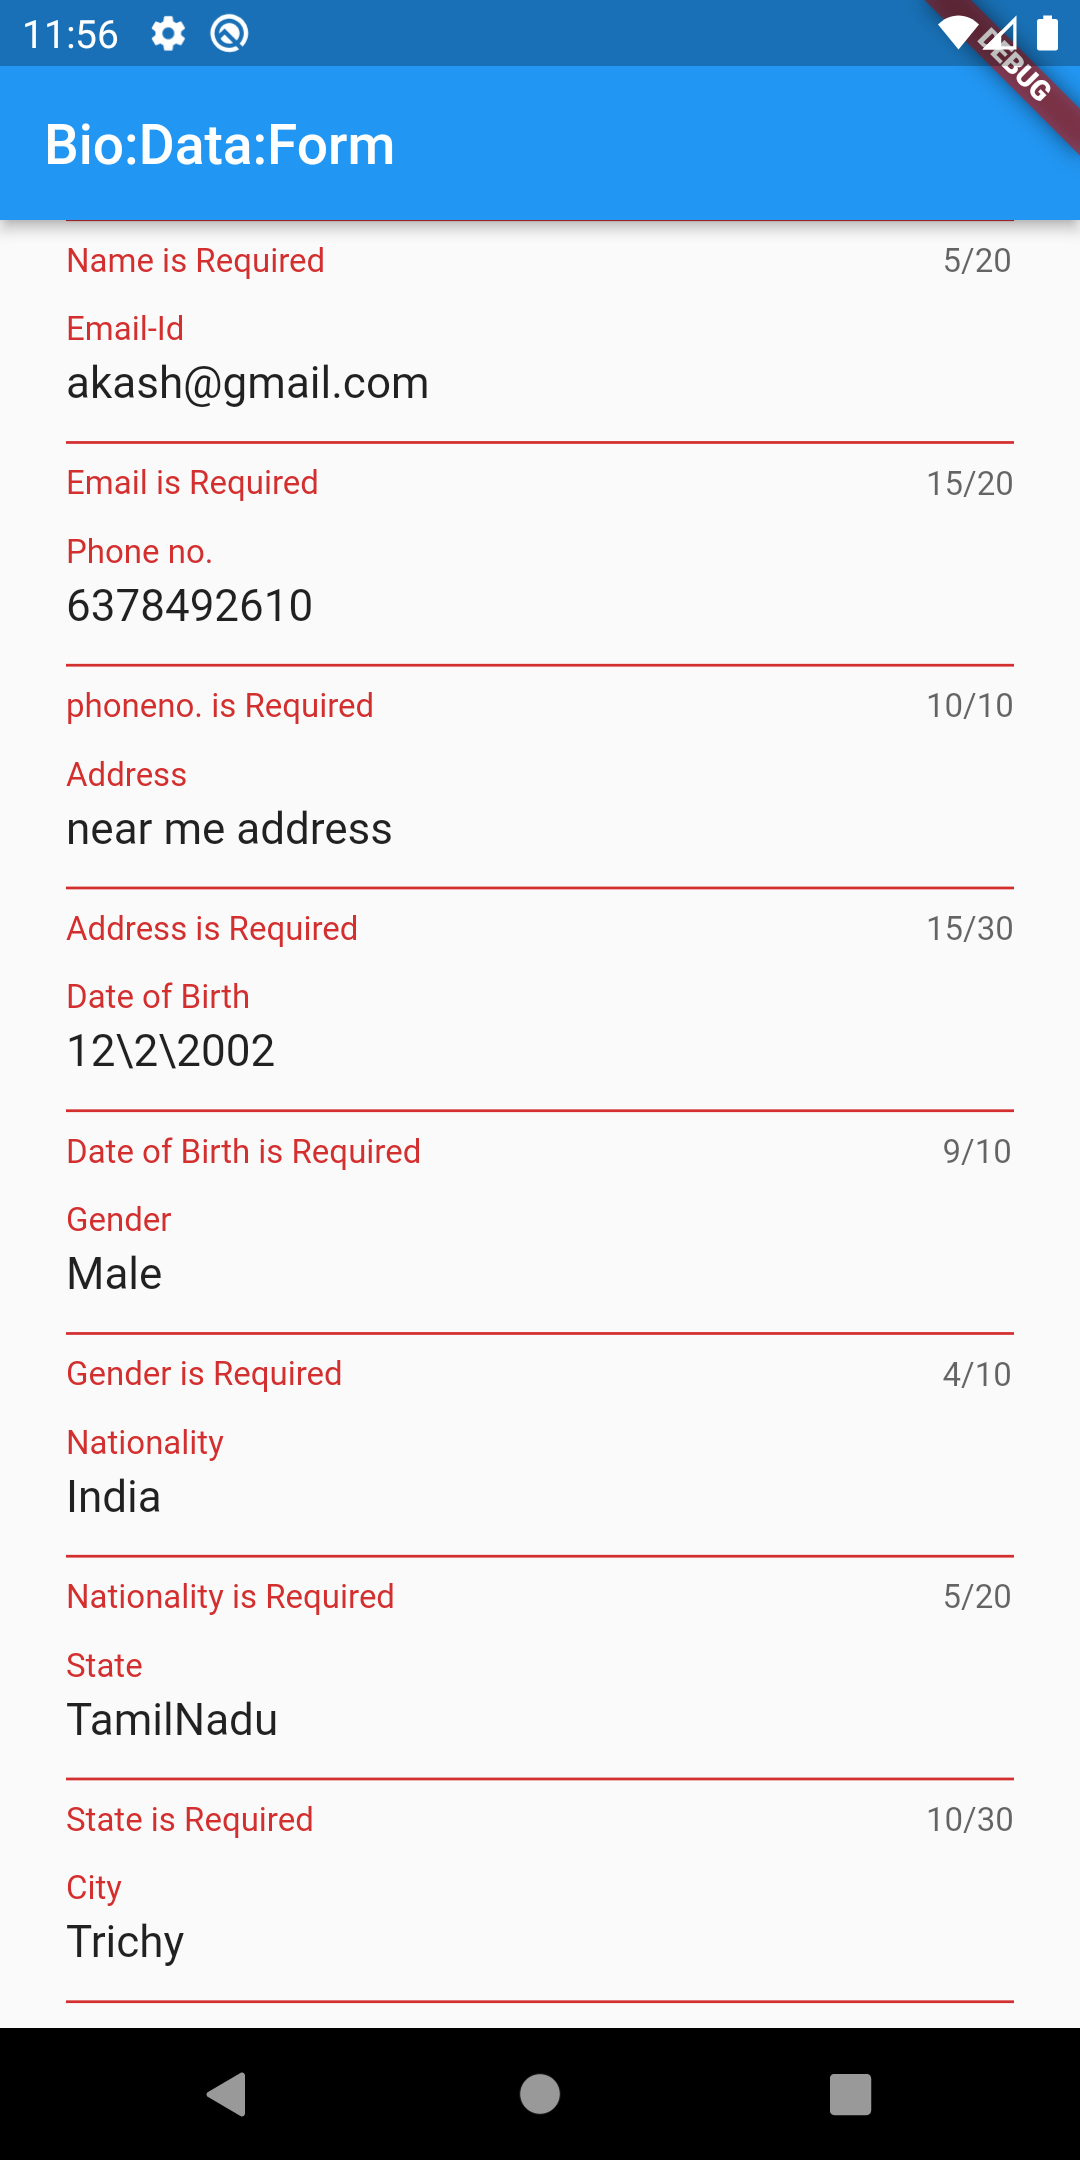 11:56
DEBUG
Bio:Data:Form
Name is Required 5/20
Email-Id
akash@gmail.com
Email is Required 15/20
Phone no.
6378492610
phoneno. is Required 10/10
Address
near me address
Address is Required 15/30
Date of Birth
12\2\2002
Date of Birth is Required 9/10
Gender
Male
Gender is Required 4/10
Nationality
India
Nationality is Required 5/20
State
TamilNadu
State is Required 10/30
City
Trichy